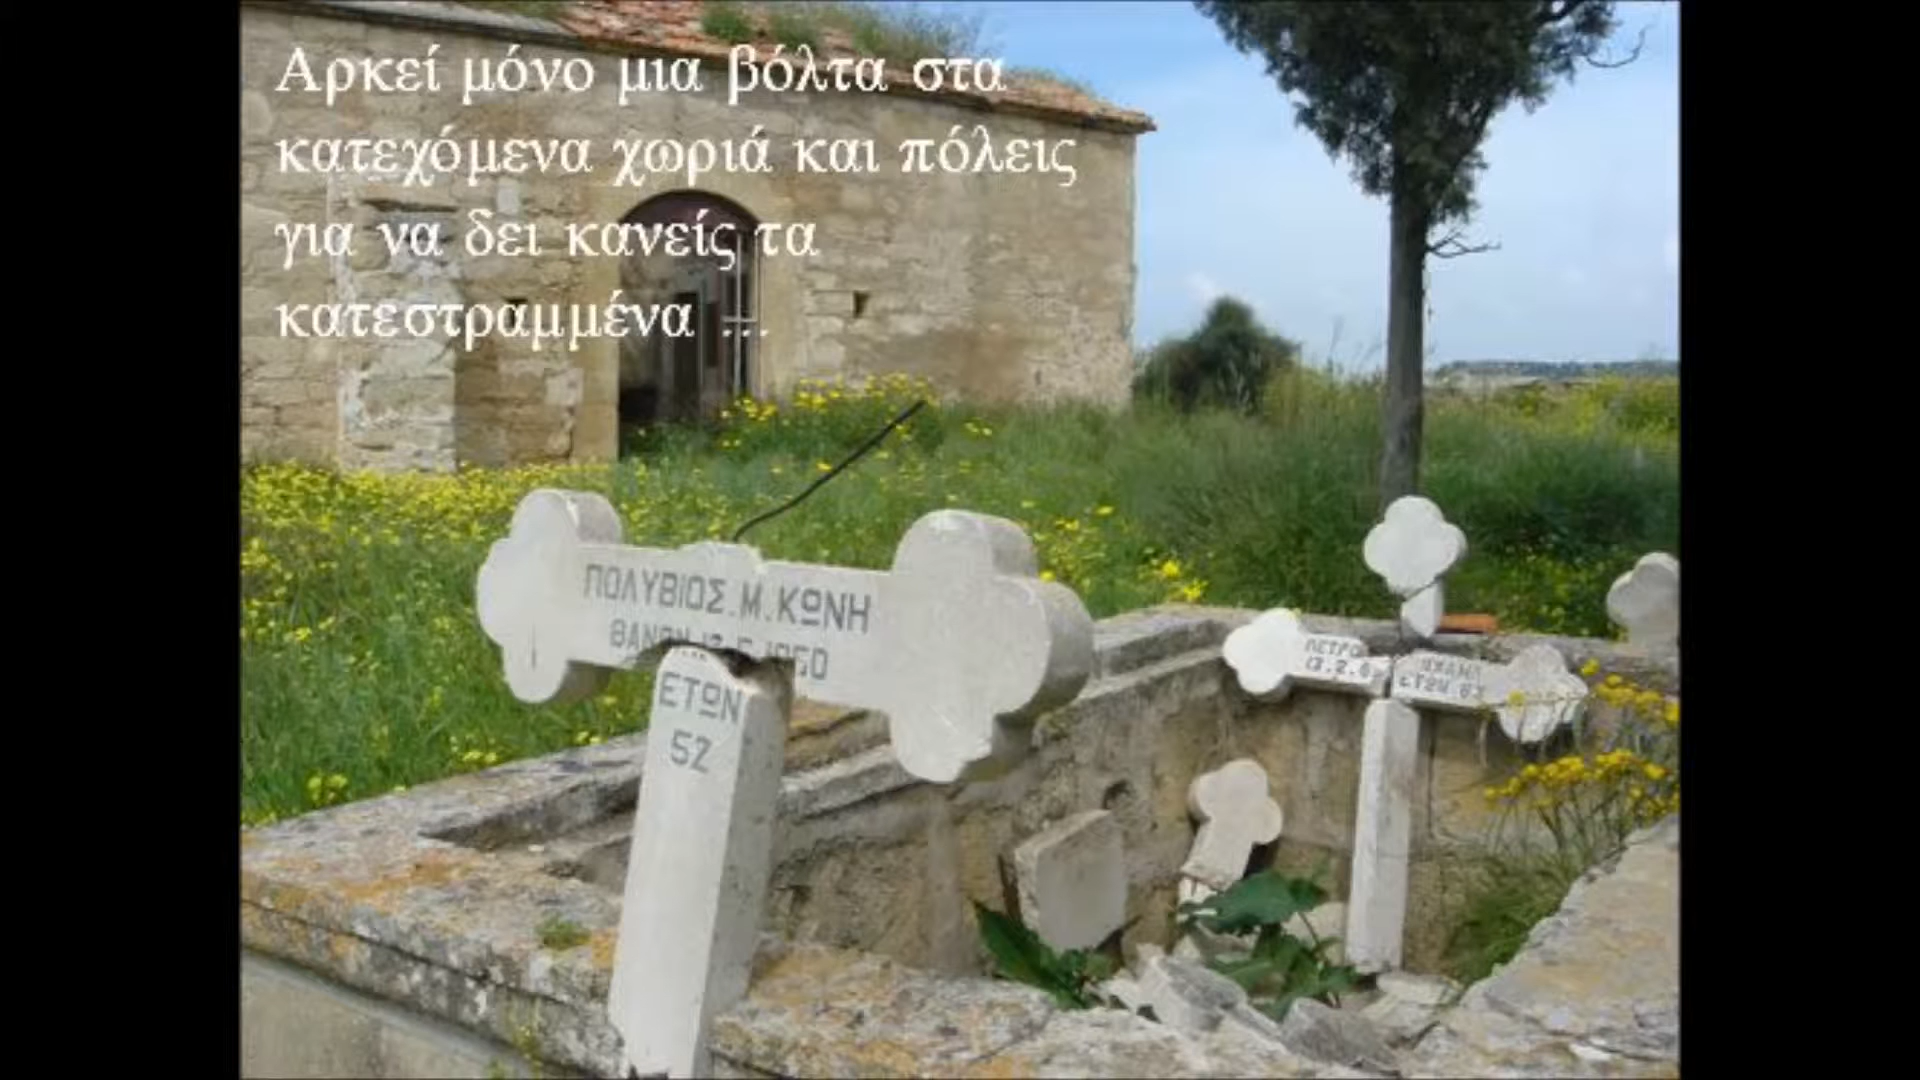 Αρκεί μόνο μια βόλτα στα
κατεχόμενα χωριά και πόλεις
για να δει κανείς τα
κατεστραμμένα ...
ΠΟΛΥΒΙΟΣ.Μ.ΚΩΝΗ
ΕΤΩΝ
52